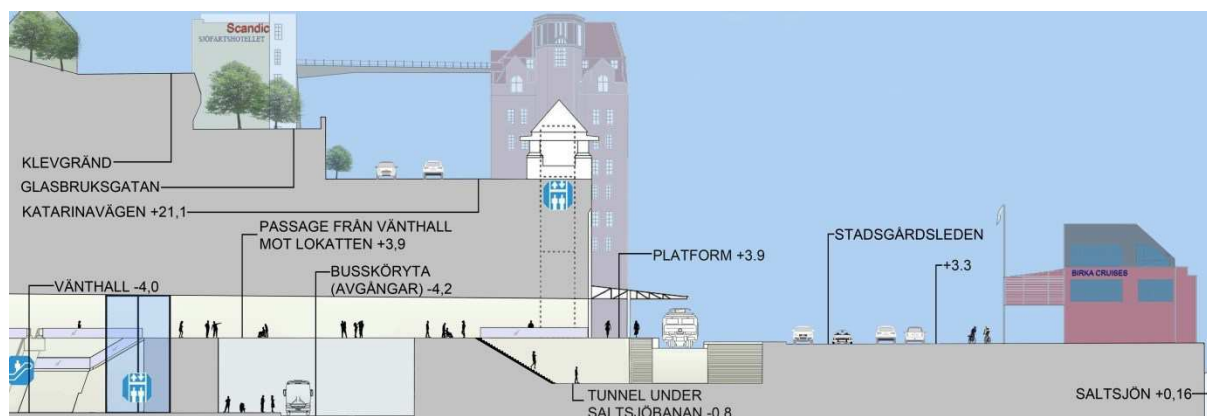 Scandic
SJÖFARTSHOTELLET
KLEVGRÄND
GLASBRUKSGATAN
KATARINAVÄGEN +21,1
PASSAGE FRÅN VÄNTHALL
MOT LOKATTEN +3,9
PLATFORM +3.9
STADSGÅRDSLEDEN
+3.3
BIRKA CRUISES
BUSSKÖRYTA
(AVGÅNGAR) -4,2
VÄNTHALL -4,0
TUNNEL UNDER
SALTSJÖBANAN -0,8
SALTSJÖN +0,16